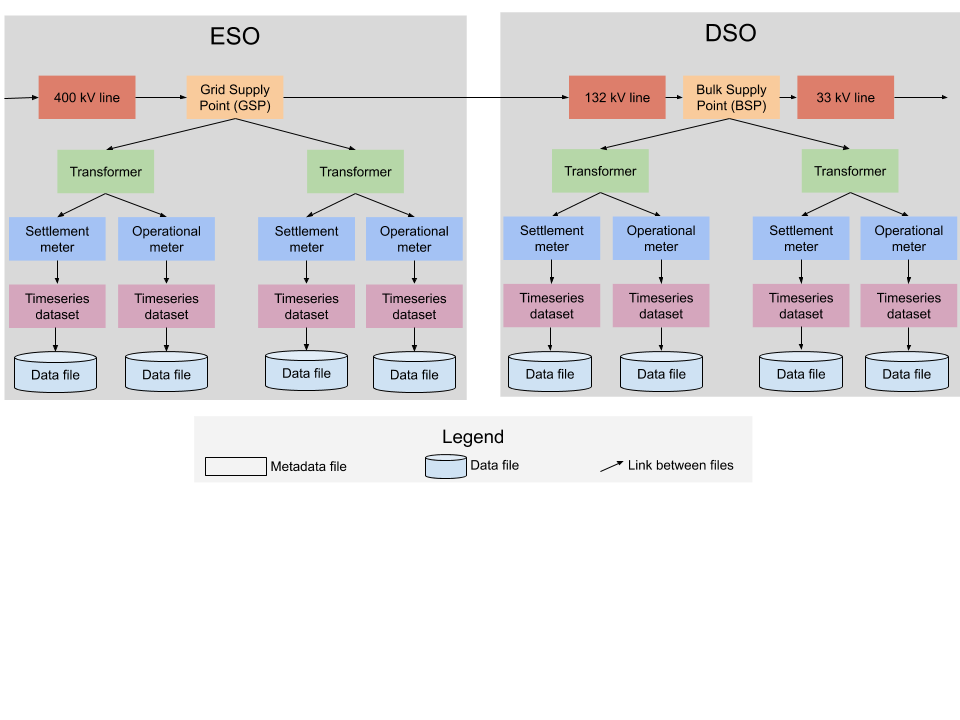 ESO
DSO
400 kV line
Grid Supply
Point (GSP)
132 kV line
Bulk Supply
Point (BSP)
33 kV line
Transformer
Transformer
Transformer
Transformer
Settlement
meter
Operational
meter
Settlement
meter
Operational
meter
Settlement
meter
Operational
meter
Settlement
meter
Operational
meter
Timeseries
dataset
Timeseries
dataset
Timeseries
dataset
Timeseries
dataset
Timeseries
dataset
Timeseries
dataset
Timeseries
dataset
Timeseries
dataset
Data file
Data file
Data file
Data file
Data file
Data file
Data file
Data file
Legend
Metadata file
Data file
Link between files